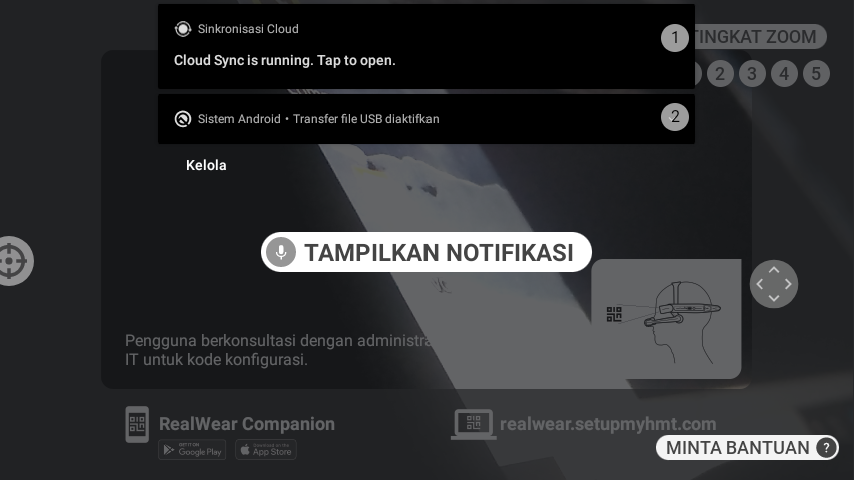 Sinkronisasi Cloud
1
Cloud Sync is running. Tap to open.
TINGKAT ZOOM
2 3 4 5
Sistem Android • Transfer file USB diaktifkan
2
Kelola
TAMPILKAN NOTIFIKASI
Pengguna berkonsultasi dengan
IT untuk kode konfigurasi.
RealWear Companion
realwear.setupmyhmt.com
GET IT ON
Google Play
Download on the
App Store
MINTA BANTUAN ?